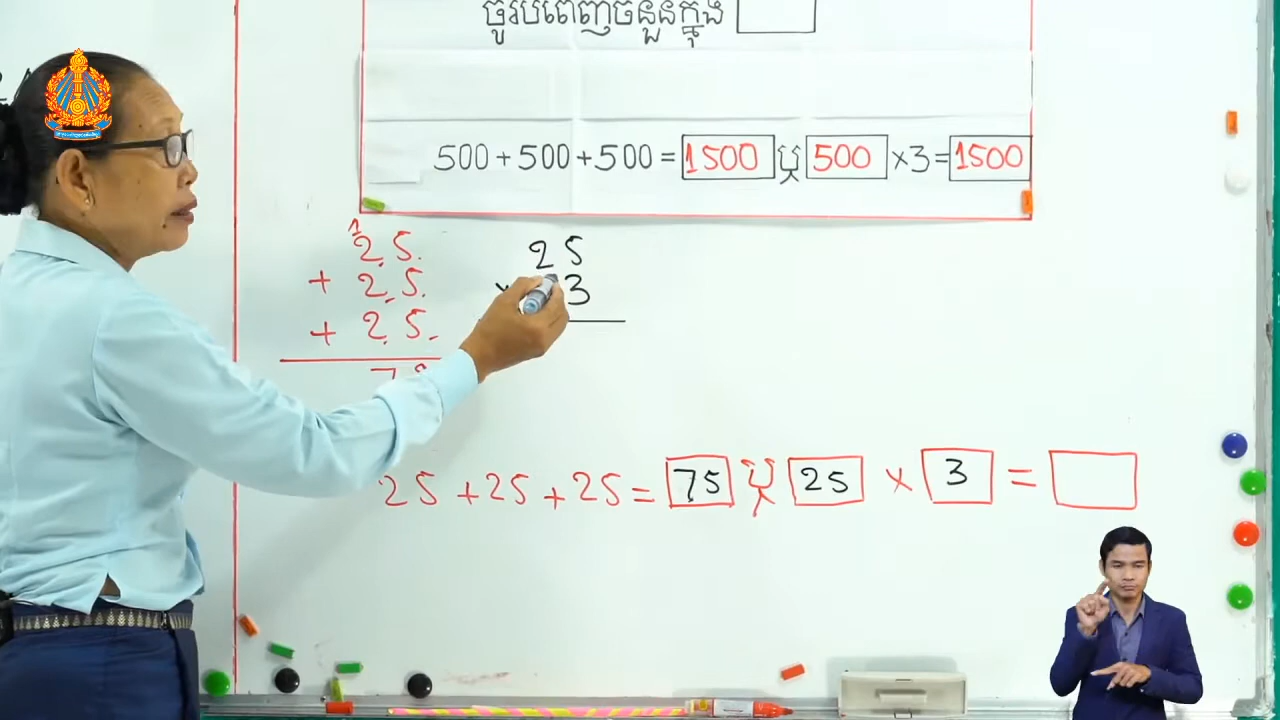 ចូរបំពេញចំនួនក្នុង
500 + 500 + 500 = 1500 ឬ 500 × 3 = 1500
1
25.
+ 25.
+ 25.
25
× 3
25 + 25 + 25 = 75 ឬ 25 × 3 =